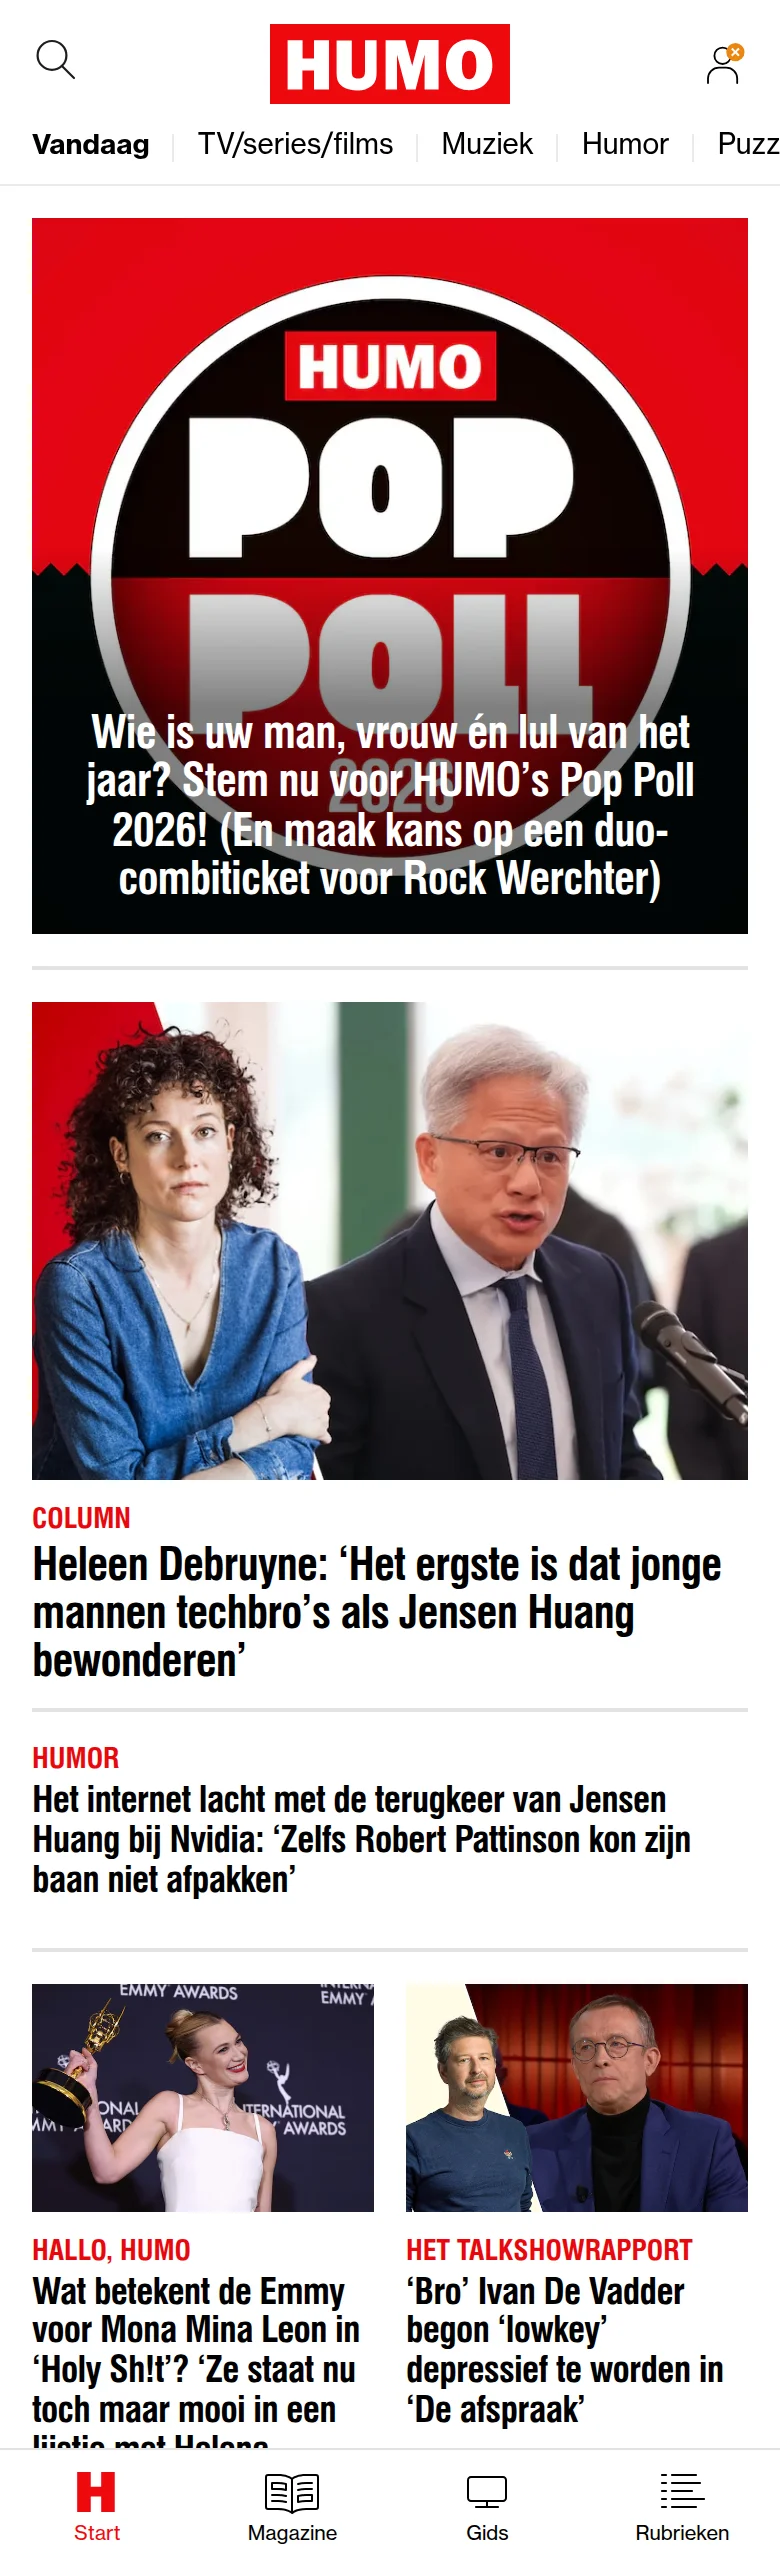 HUMO
Vandaag
TV/series/films
Muziek
Humor
Puzz
HUMO
POP
POLL
2026
Wie is uw man, vrouw én lul van het
jaar? Stem nu voor HUMO’s Pop Poll
2026! (En maak kans op een duo-
combiticket voor Rock Werchter)
COLUMN
Heleen Debruyne: ‘Het ergste is dat jonge
mannen techbro’s als Jensen Huang
bewonderen’
HUMOR
Het internet lacht met de terugkeer van Jensen
Huang bij Nvidia: ‘Zelfs Robert Pattinson kon zijn
baan niet afpakken’
EMMY AWARDS
EMMY
INTERNATIONAL
AWARDS
HALLO, HUMO
Wat betekent de Emmy
voor Mona Mina Leon in
‘Holy Sh!t’? ‘Ze staat nu
toch maar mooi in een
lijstje met Helena
HET TALKSHOWRAPPORT
‘Bro’ Ivan De Vadder
begon ‘lowkey’
depressief te worden in
‘De afspraak’
H
Start
Magazine
Gids
Rubrieken